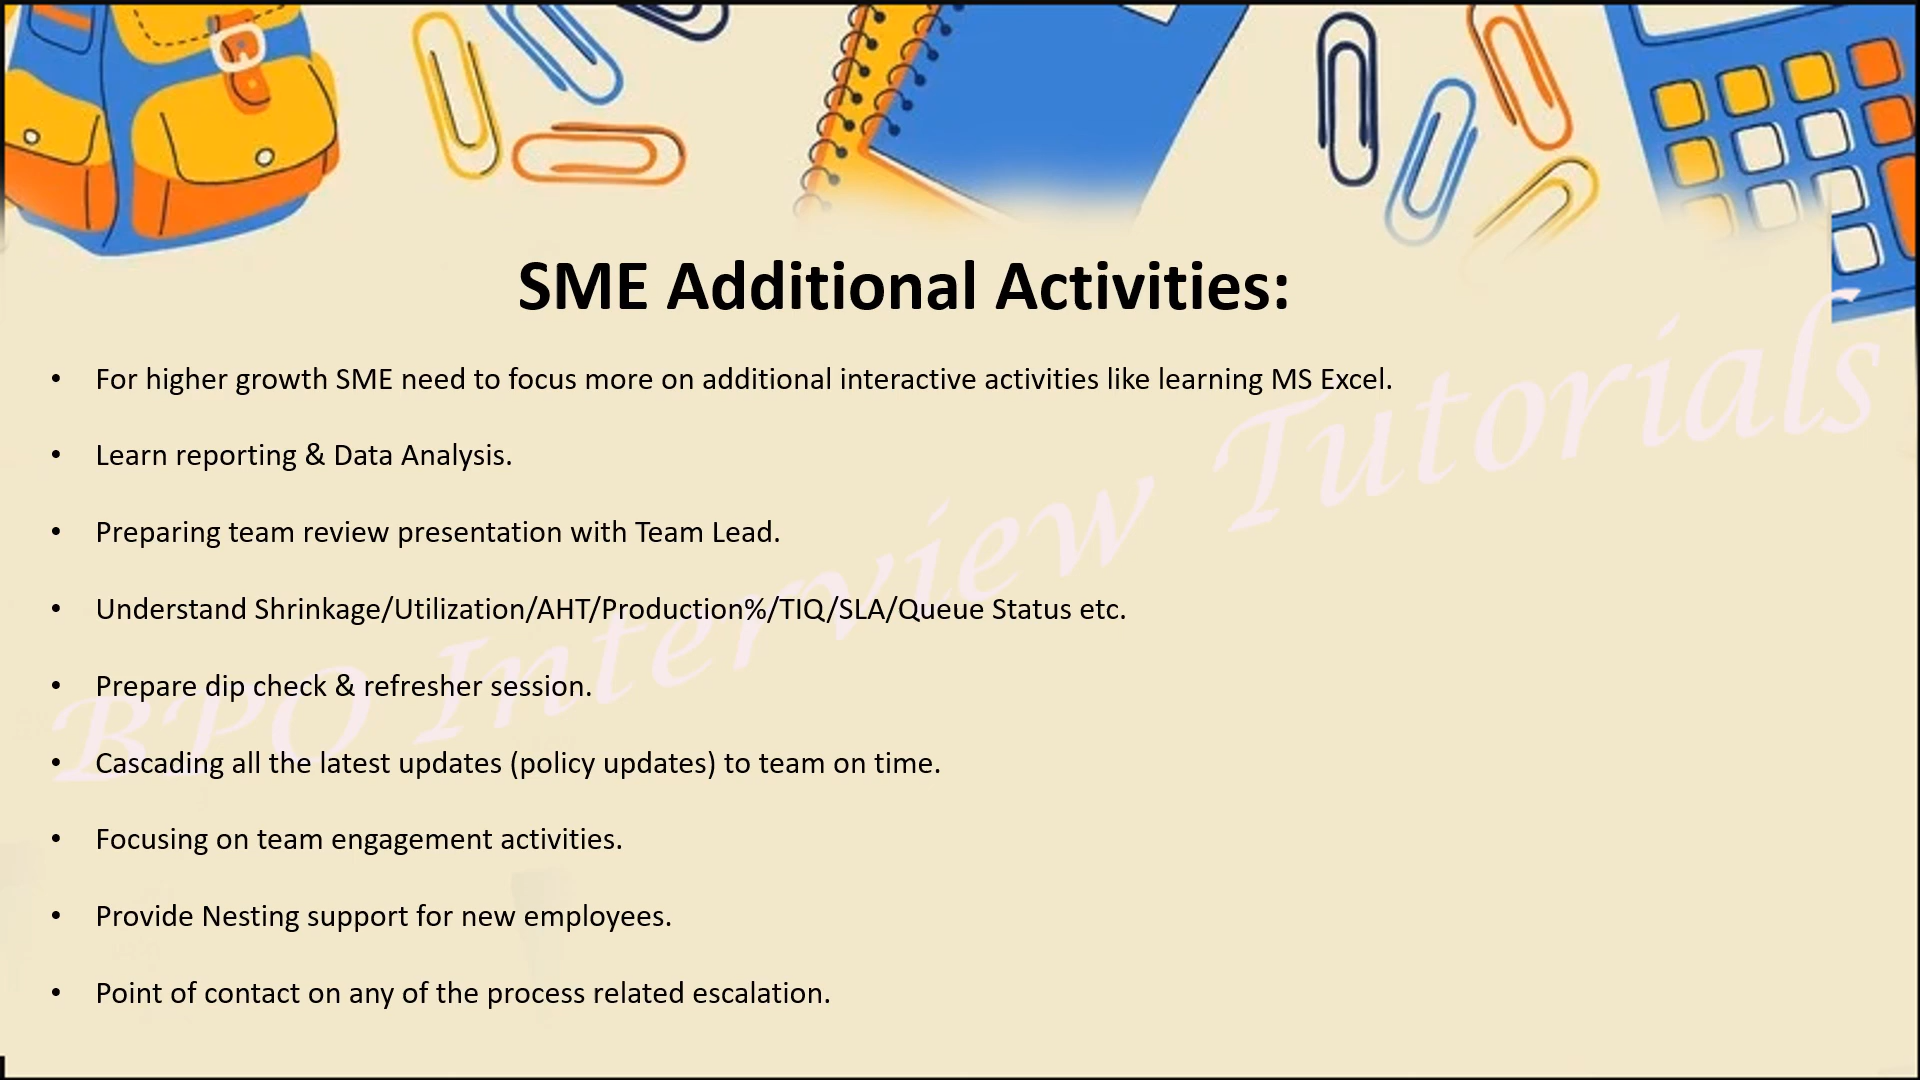 SME Additional Activities:
• For higher growth SME need to focus more on additional interactive activities like learning MS Excel.
• Learn reporting & Data Analysis.
• Preparing team review presentation with Team Lead.
• Understand Shrinkage/Utilization/AHT/Production%/TIQ/SLA/Queue Status etc.
• Prepare dip check & refresher session.
• Cascading all the latest updates (policy updates) to team on time.
• Focusing on team engagement activities.
• Provide Nesting support for new employees.
• Point of contact on any of the process related escalation.
BPO Interview Tutorials